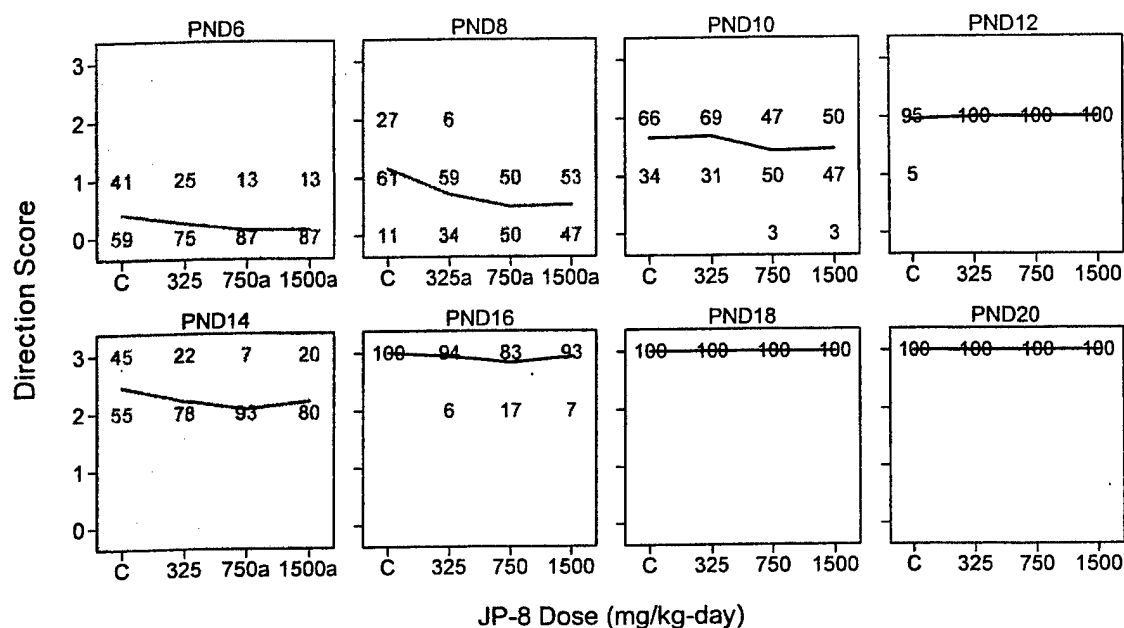 PND6 PND8 PND10 PND12
3
2 27 6 66 69 47 50 95 100 100 100
1 41 25 13 13 61 59 50 53 34 31 50 47 5
0 59 75 87 87 11 34 50 47 3 3
C 325 750a 1500a C 325a 750a 1500a C 325 750 1500 C 325 750 1500
Direction Score
PND14 PND16 PND18 PND20
3 45 22 7 20 100 94 83 93 100 100 100 100 100 100 100 100
2 55 78 93 80 6 17 7
1
0
C 325 750a 1500a C 325 750 1500 C 325 750 1500 C 325 750 1500
JP-8 Dose (mg/kg-day)